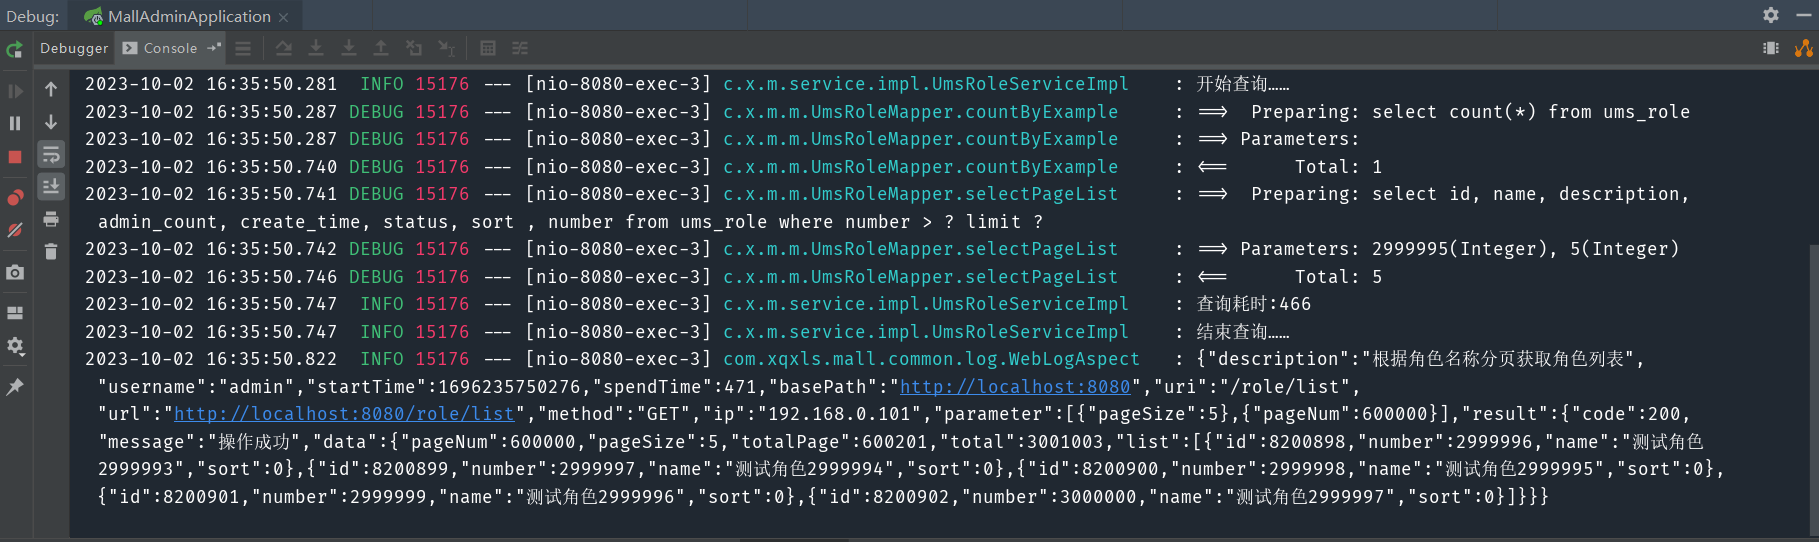 Debug: MallAdminApplication
Debugger Console
2023-10-02 16:35:50.281  INFO 15176 --- [nio-8080-exec-3] c.x.m.service.impl.UmsRoleServiceImpl    : 开始查询……
2023-10-02 16:35:50.287 DEBUG 15176 --- [nio-8080-exec-3] c.x.m.m.UmsRoleMapper.countByExample     : ==>  Preparing: select count(*) from ums_role
2023-10-02 16:35:50.287 DEBUG 15176 --- [nio-8080-exec-3] c.x.m.m.UmsRoleMapper.countByExample     : ==> Parameters:
2023-10-02 16:35:50.740 DEBUG 15176 --- [nio-8080-exec-3] c.x.m.m.UmsRoleMapper.countByExample     : <==      Total: 1
2023-10-02 16:35:50.741 DEBUG 15176 --- [nio-8080-exec-3] c.x.m.m.UmsRoleMapper.selectPageList     : ==>  Preparing: select id, name, description,
admin_count, create_time, status, sort , number from ums_role where number > ? limit ?
2023-10-02 16:35:50.742 DEBUG 15176 --- [nio-8080-exec-3] c.x.m.m.UmsRoleMapper.selectPageList     : ==> Parameters: 2999995(Integer), 5(Integer)
2023-10-02 16:35:50.746 DEBUG 15176 --- [nio-8080-exec-3] c.x.m.m.UmsRoleMapper.selectPageList     : <==      Total: 5
2023-10-02 16:35:50.747  INFO 15176 --- [nio-8080-exec-3] c.x.m.service.impl.UmsRoleServiceImpl    : 查询耗时:466
2023-10-02 16:35:50.747  INFO 15176 --- [nio-8080-exec-3] c.x.m.service.impl.UmsRoleServiceImpl    : 结束查询……
2023-10-02 16:35:50.822  INFO 15176 --- [nio-8080-exec-3] com.xqxls.mall.common.log.WebLogAspect   : {"description":"根据角色名称分页获取角色列表",
"username":"admin","startTime":1696235750276,"spendTime":471,"basePath":"http://localhost:8080","uri":"/role/list",
"url":"http://localhost:8080/role/list","method":"GET","ip":"192.168.0.101","parameter":[{"pageSize":5},{"pageNum":600000}],"result":{"code":200,
"message":"操作成功","data":{"pageNum":600000,"pageSize":5,"totalPage":600201,"total":3001003,"list":[{"id":8200898,"number":2999996,"name":"测试角色
2999993","sort":0},{"id":8200899,"number":2999997,"name":"测试角色2999994","sort":0},{"id":8200900,"number":2999998,"name":"测试角色2999995","sort":0},
{"id":8200901,"number":2999999,"name":"测试角色2999996","sort":0},{"id":8200902,"number":3000000,"name":"测试角色2999997","sort":0}]}}}